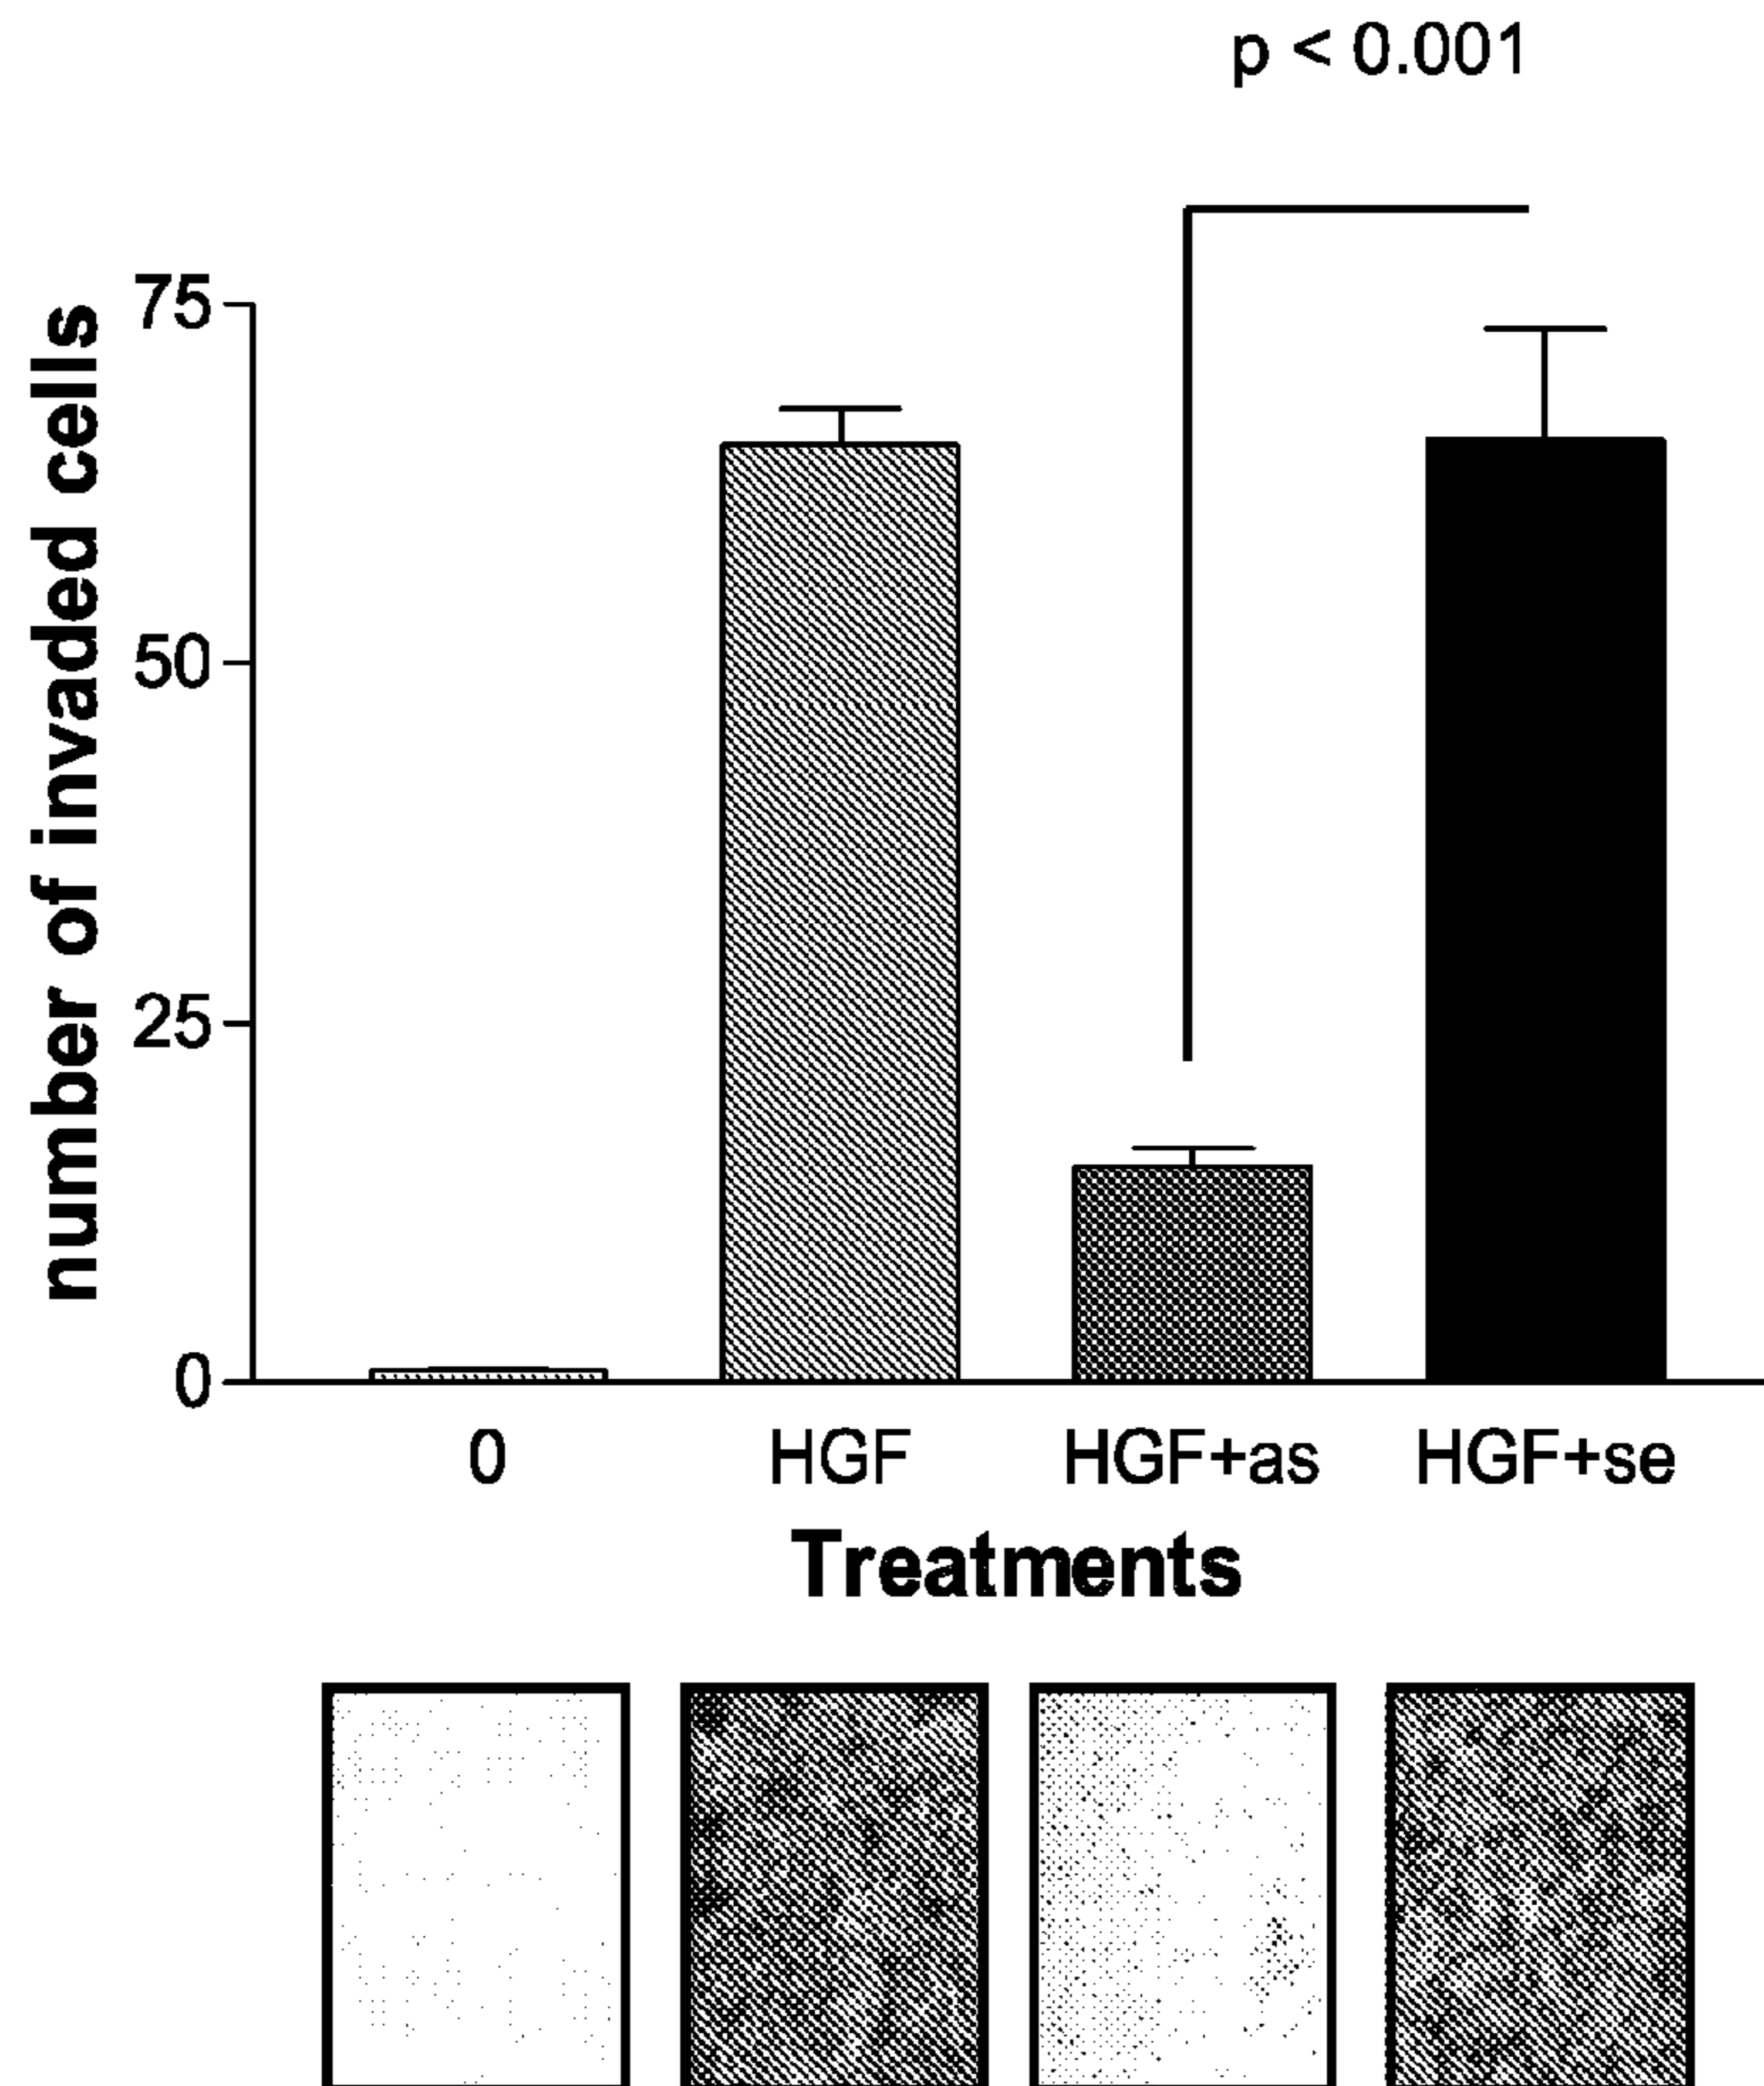 p < 0.001
number of invaded cells
75
50
25
0
0 HGF HGF+as HGF+se
Treatments